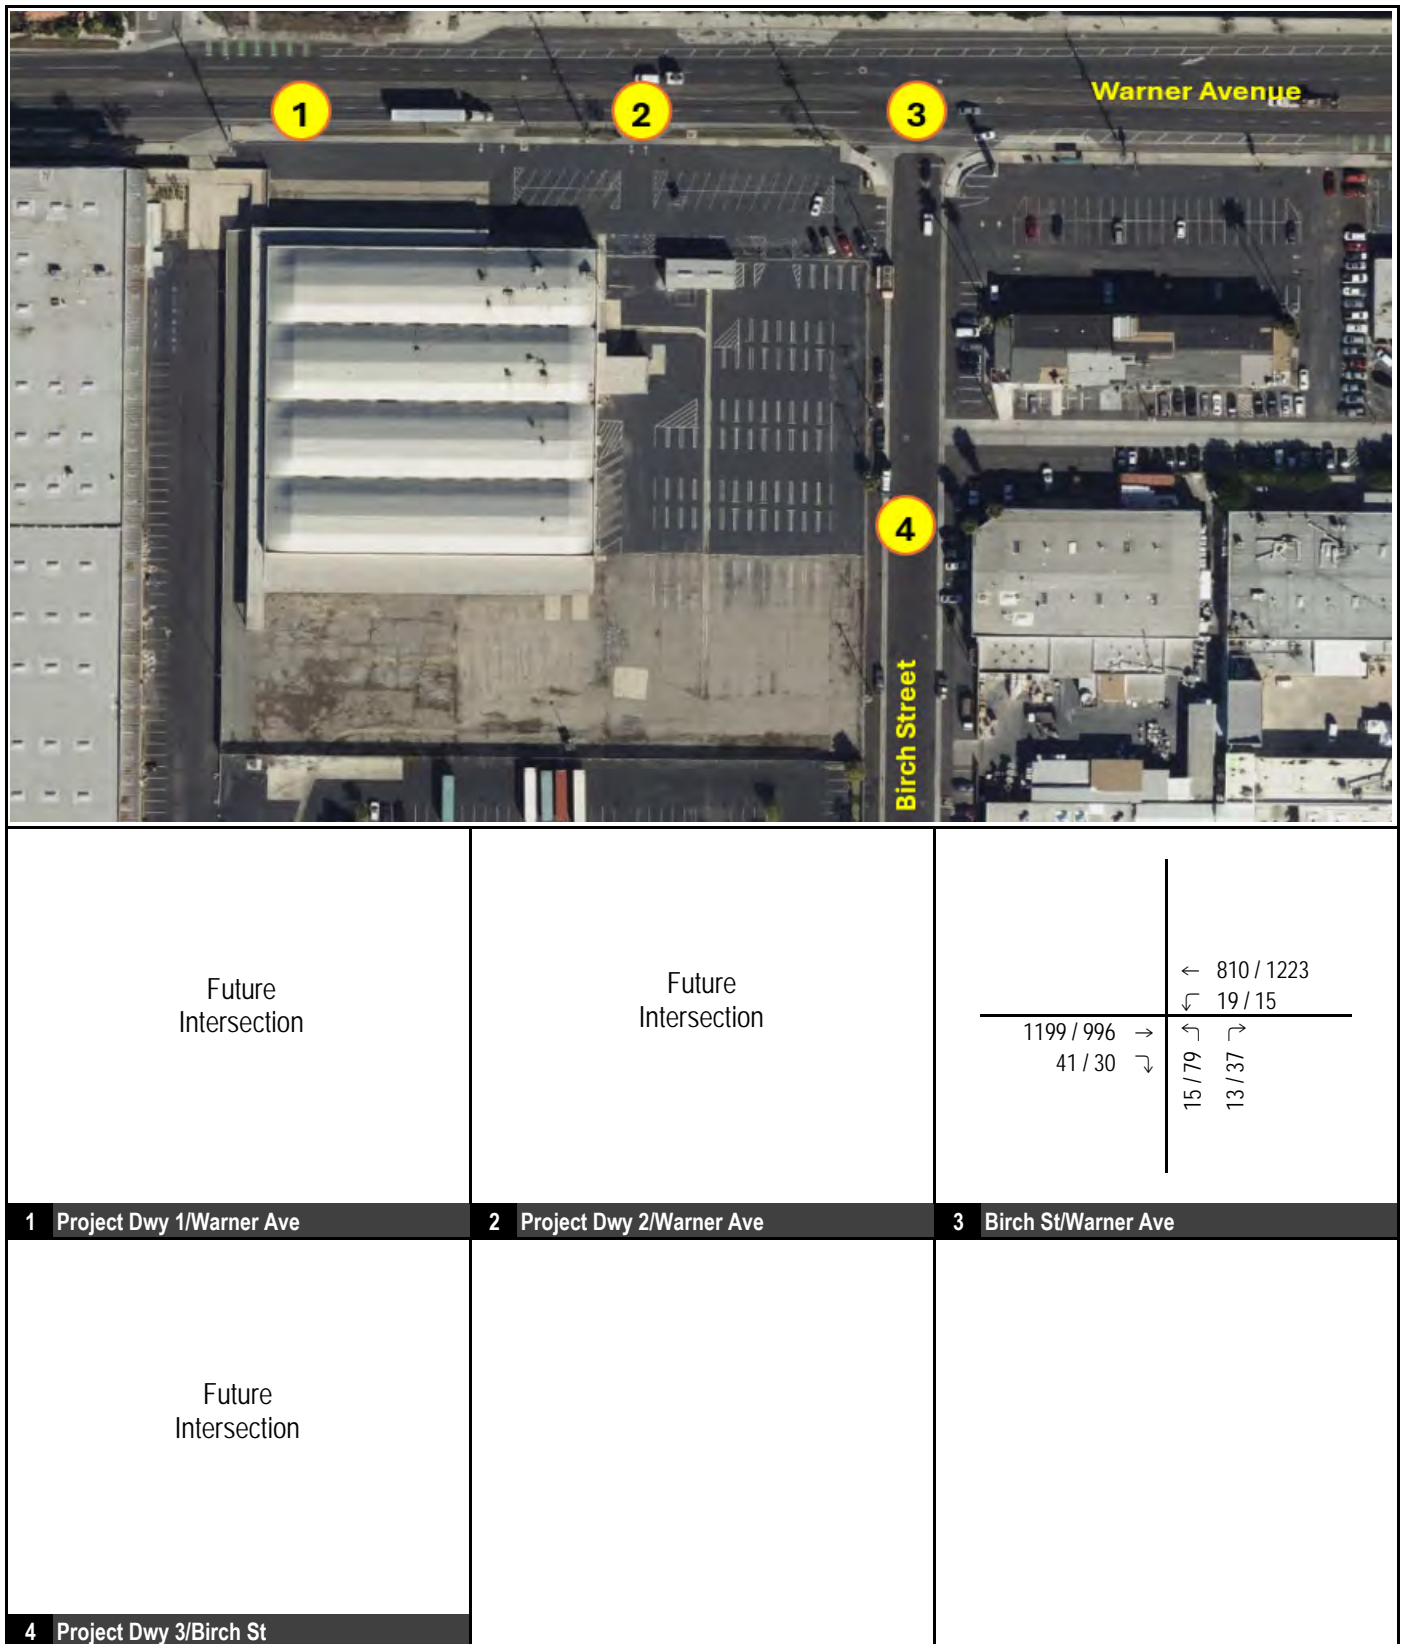 Warner Avenue
1
2
3
4
Birch Street
Future
Intersection
1 Project Dwy 1/Warner Ave
Future
Intersection
2 Project Dwy 2/Warner Ave
← 810 / 1223
19 / 15
1199 / 996 →
41 / 30
15 / 79
13 / 37
3 Birch St/Warner Ave
Future
Intersection
4 Project Dwy 3/Birch St